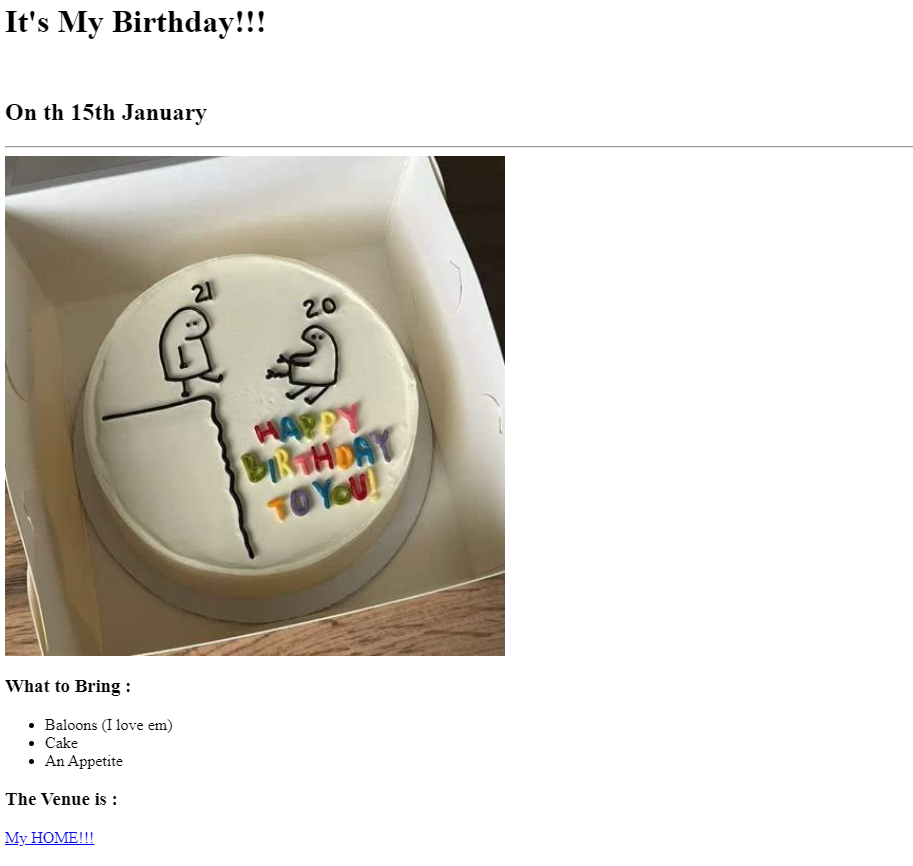 It's My Birthday!!!
On th 15th January
21
20
HAPPY
BIRTHDAY
TO YOU!
What to Bring :
Baloons (I love em)
Cake
An Appetite
The Venue is :
My HOME!!!